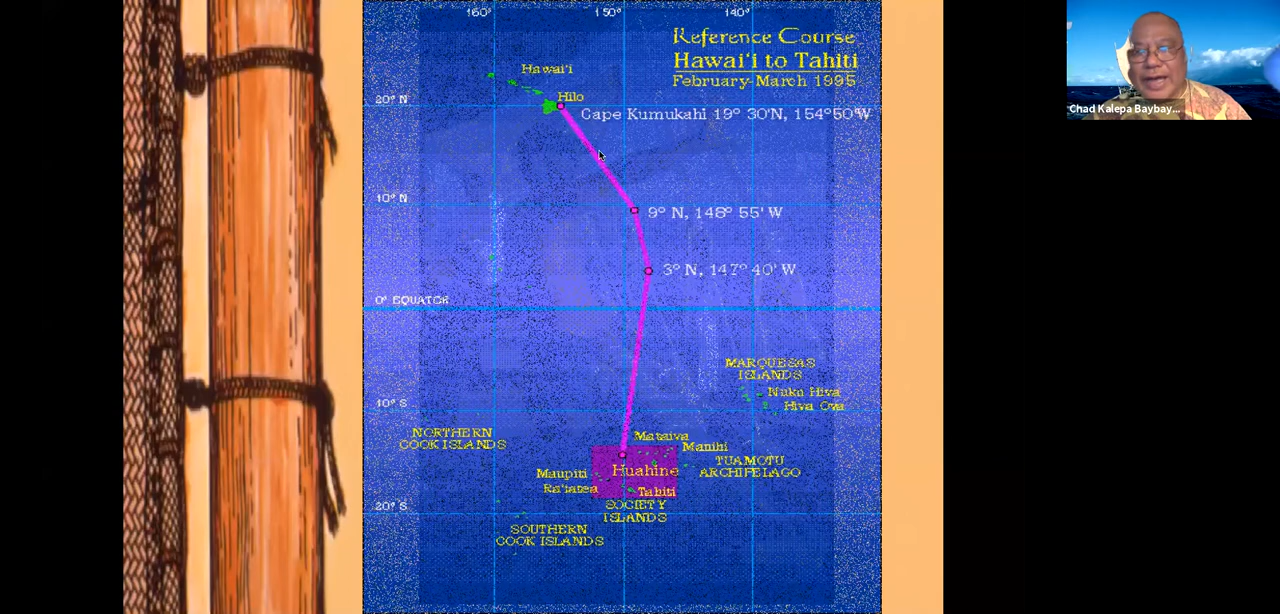 160°
150°
140°
Reference Course
Hawai'i to Tahiti
February-March 1995
Hawai'i
Hilo
20° N
Cape Kumukahi 19° 30'N, 154°50'W
10° N
9° N, 148° 55' W
3° N, 147° 40' W
0° EQUATOR
MARQUESAS
ISLANDS
Nuku Hiva
Hiva Ova
10° S
NORTHERN
COOK ISLANDS
Mataiva
Manihi
TUAMOTU
ARCHIPELAGO
Maupiti
Huahine
Ra'iatea
Tahiti
20° S
SOCIETY
ISLANDS
SOUTHERN
COOK ISLANDS
Chad Kalepa Baybay...